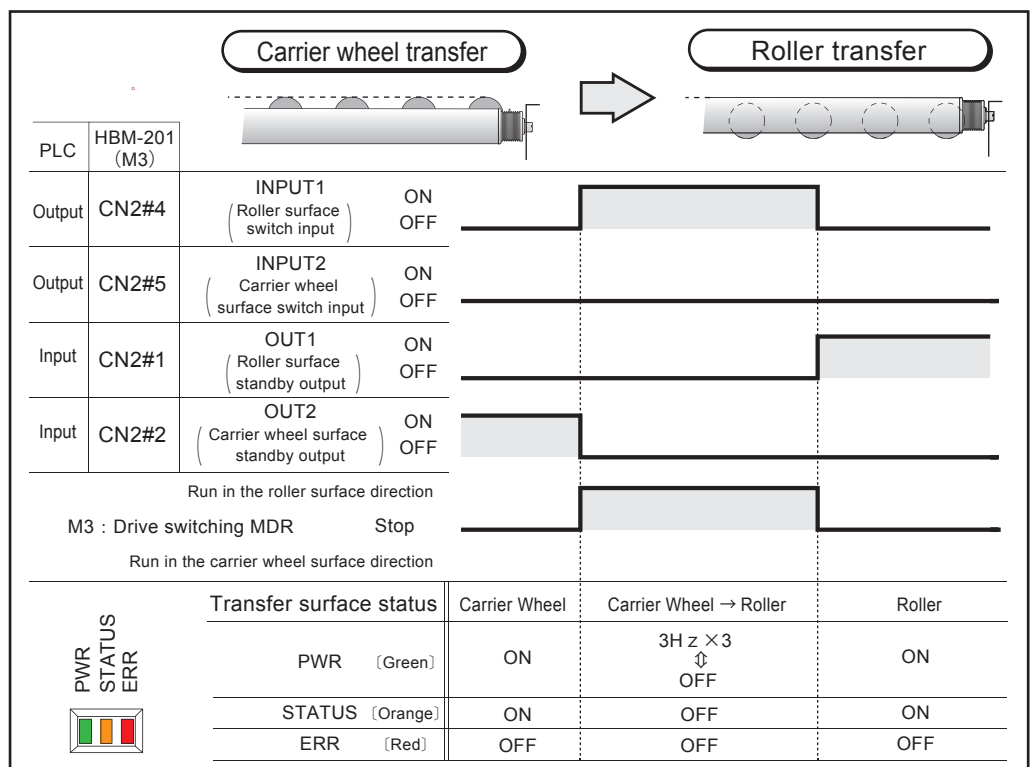 Carrier wheel transfer
Roller transfer
PLC
HBM-201
（M3）
Output
CN2#4
INPUT1
(Roller surface
switch input)
ON
OFF
Output
CN2#5
INPUT2
(Carrier wheel
surface switch input)
ON
OFF
Input
CN2#1
OUT1
(Roller surface
standby output)
ON
OFF
Input
CN2#2
OUT2
(Carrier wheel surface
standby output)
ON
OFF
Run in the roller surface direction
M3 : Drive switching MDR Stop
Run in the carrier wheel surface direction
PWR
STATUS
ERR
Transfer surface status Carrier Wheel Carrier Wheel → Roller Roller
PWR 〔Green〕 ON 3Hｚ×3
⇕
OFF ON
STATUS 〔Orange〕 ON OFF ON
ERR 〔Red〕 OFF OFF OFF